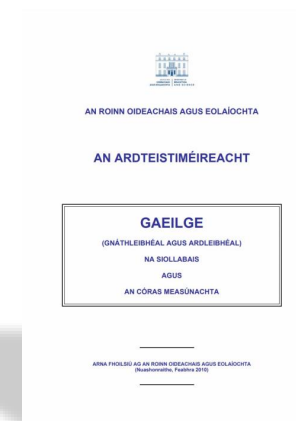 AN ROINN OIDEACHAIS AGUS EOLAÍOCHTA
AN ARDTEISTIMÉIREACHT
GAEILGE
(GNÁTHLEIBHÉAL AGUS ARDLEIBHÉAL)
NA SIOLLABAIS
AGUS
AN CÓRAS MEASÚNACHTA
ARNA FHOILSIÚ AG AN ROINN OIDEACHAIS AGUS EOLAÍOCHTA
(Nuashonraithe, Feabhra 2010)